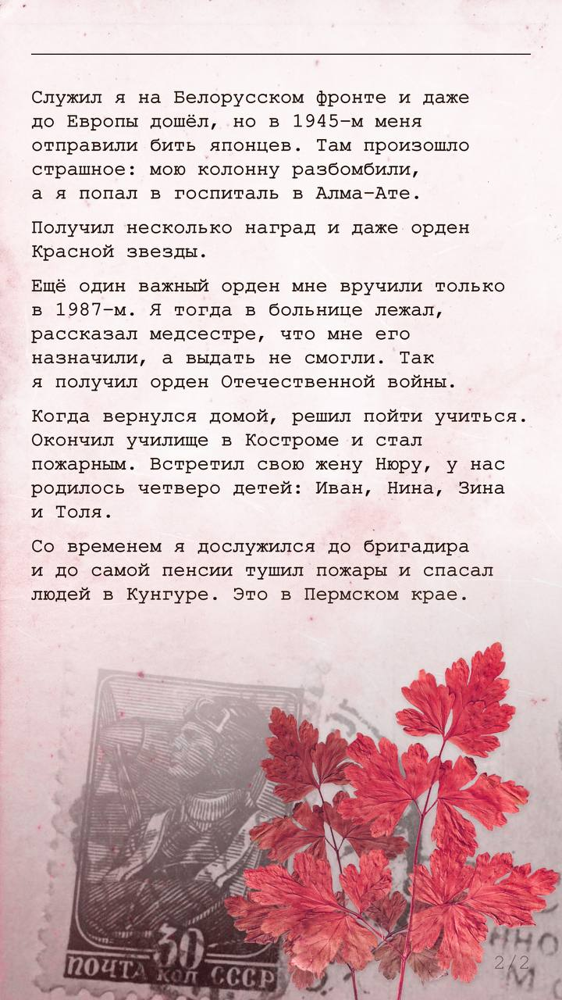 Служил я на Белорусском фронте и даже
до Европы дошёл, но в 1945-м меня
отправили бить японцев. Там произошло
страшное: мою колонну разбомбили,
а я попал в госпиталь в Алма-Ате.
Получил несколько наград и даже орден
Красной звезды.
Ещё один важный орден мне вручили только
в 1987-м. Я тогда в больнице лежал,
рассказал медсестре, что мне его
назначили, а выдать не смогли. Так
я получил орден Отечественной войны.
Когда вернулся домой, решил пойти учиться.
Окончил училище в Костроме и стал
пожарным. Встретил свою жену Нюру, у нас
родилось четверо детей: Иван, Нина, Зина
и Толя.
Со временем я дослужился до бригадира
и до самой пенсии тушил пожары и спасал
людей в Кунгуре. Это в Пермском крае.
30
ПОЧТА КОП СССР
2/2